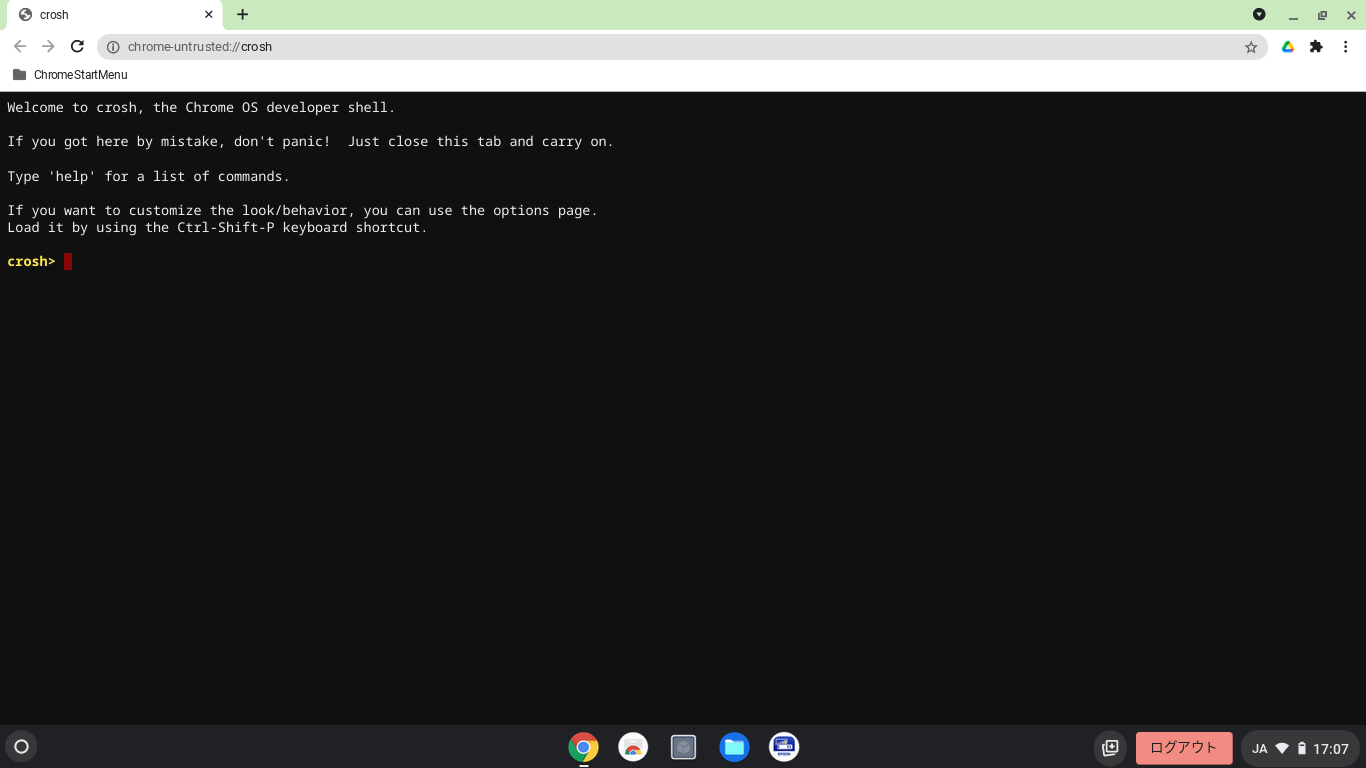 crosh
chrome-untrusted://crosh
ChromeStartMenu
Welcome to crosh, the Chrome OS developer shell.
If you got here by mistake, don't panic!  Just close this tab and carry on.
Type 'help' for a list of commands.
If you want to customize the look/behavior, you can use the options page.
Load it by using the Ctrl-Shift-P keyboard shortcut.
crosh>
EPSON
ログアウト
JA 17:07